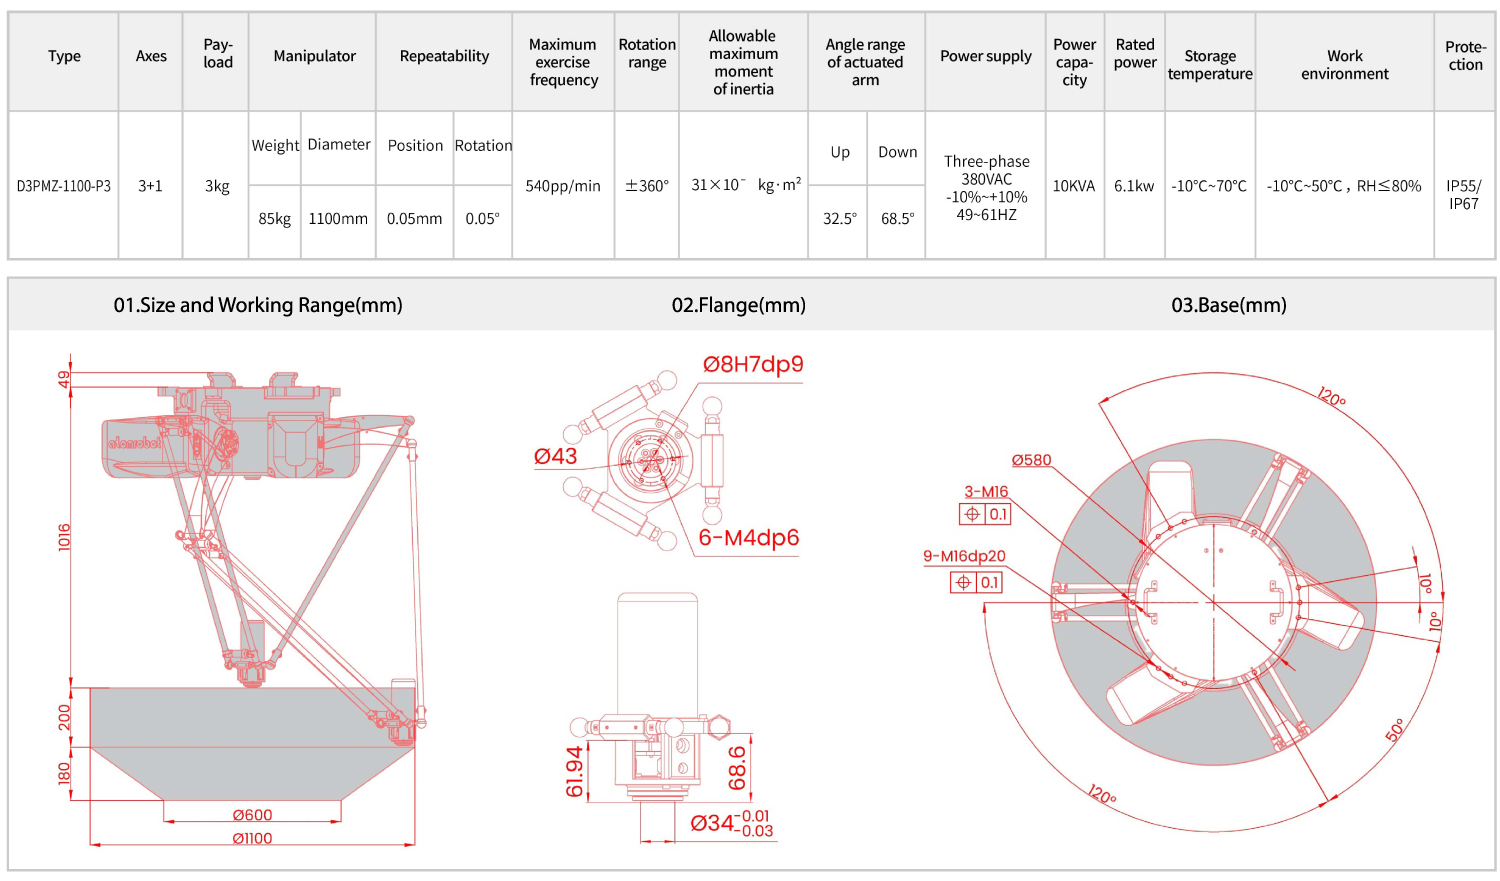 Type
Axes
Pay-
load
Manipulator
Repeatability
Maximum
exercise
frequency
Rotation
range
Allowable
maximum
moment
of inertia
Angle range
of actuated
arm
Power supply
Power
capa-
city
Rated
power
Storage
temperature
Work
environment
Prote-
ction
D3PMZ-1100-P3
3+1
3kg
Weight
Diameter
Position
Rotation
85kg
1100mm
0.05mm
0.05°
540pp/min
±360°
31×10⁻ kg·m²
Up
Down
32.5°
68.5°
Three-phase
380VAC
-10%~+10%
49~61HZ
10KVA
6.1kw
-10℃~70℃
-10℃~50℃ , RH≤80%
IP55/
IP67
01.Size and Working Range(mm)
02.Flange(mm)
03.Base(mm)
49
1016
200
180
Ø600
Ø1100
Ø8H7dp9
Ø43
6-M4dp6
61.94
68.6
Ø34 -0.01
-0.03
120°
Ø580
3-M16
0.1
9-M16dp20
0.1
10°
10°
50°
120°